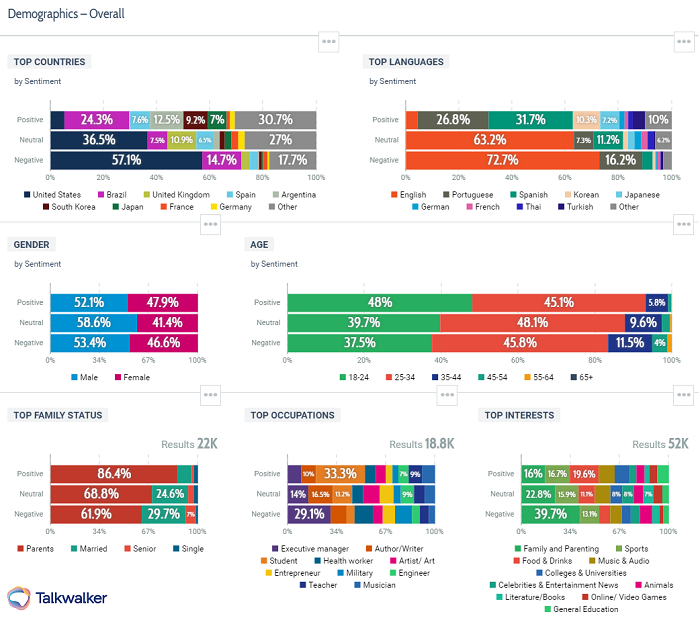 Demographics – Overall
TOP COUNTRIES
by Sentiment
Positive 24.3% 7.6% 12.5% 9.2% 7% 30.7%
Neutral 36.5% 7.5% 10.9% 6.5% 27%
Negative 57.1% 14.7% 17.7%
0% 20% 40% 60% 80% 100%
United States Brazil United Kingdom Spain Argentina
South Korea Japan France Germany Other
TOP LANGUAGES
by Sentiment
Positive 26.8% 31.7% 10.3% 7.2% 10%
Neutral 63.2% 7.3% 11.2% 6.2%
Negative 72.7% 16.2%
0% 20% 40% 60% 80% 100%
English Portuguese Spanish Korean Japanese
German French Thai Turkish Other
GENDER
by Sentiment
Positive 52.1% 47.9%
Neutral 58.6% 41.4%
Negative 53.4% 46.6%
0% 34% 67% 100%
Male Female
AGE
by Sentiment
Positive 48% 45.1% 5.8%
Neutral 39.7% 48.1% 9.6%
Negative 37.5% 45.8% 11.5% 4%
0% 20% 40% 60% 80% 100%
18-24 25-34 35-44 45-54 55-64 65+
TOP FAMILY STATUS
Results 22K
Positive 86.4%
Neutral 68.8% 24.6%
Negative 61.9% 29.7% 7%
0% 34% 67% 100%
Parents Married Senior Single
TOP OCCUPATIONS
Results 18.8K
Positive 10% 33.3% 7% 9%
Neutral 14% 16.5% 13.2% 9%
Negative 29.1%
0% 34% 67% 100%
Executive manager Author/Writer
Student Health worker Artist/ Art
Entrepreneur Military Engineer
Teacher Musician
TOP INTERESTS
Results 52K
Positive 16% 16.7% 19.6%
Neutral 22.8% 15.9% 11.1% 8% 8% 7%
Negative 39.7% 13.1%
0% 34% 67% 100%
Family and Parenting Sports
Food & Drinks Music & Audio
Colleges & Universities
Celebrities & Entertainment News Animals
Literature/Books Online/ Video Games
General Education
Talkwalker